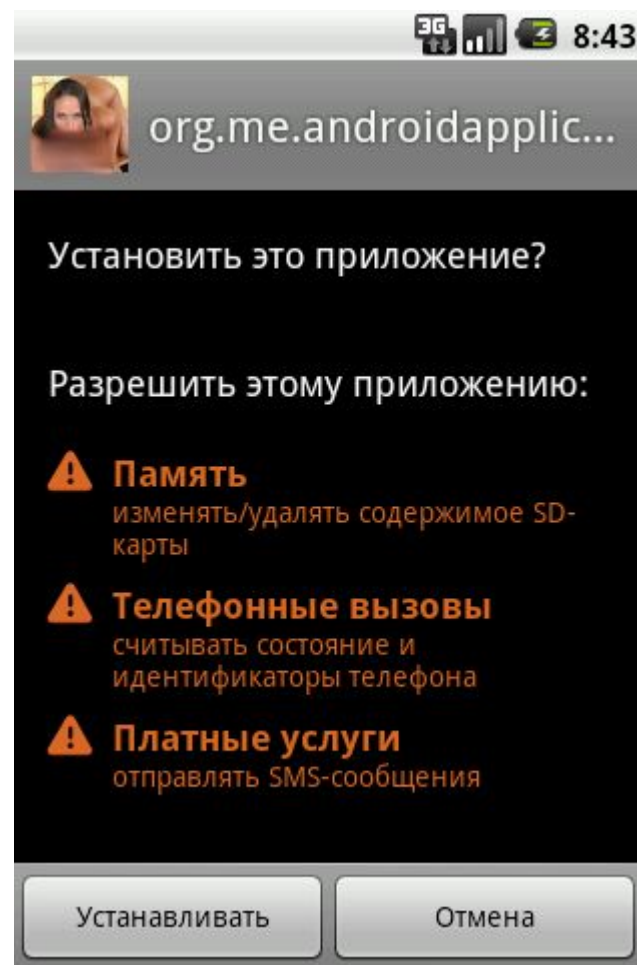 3G 8:43
org.me.androidapplic...
Установить это приложение?
Разрешить этому приложению:
Память
изменять/удалять содержимое SD-
карты
Телефонные вызовы
считывать состояние и
идентификаторы телефона
Платные услуги
отправлять SMS-сообщения
Устанавливать Отмена